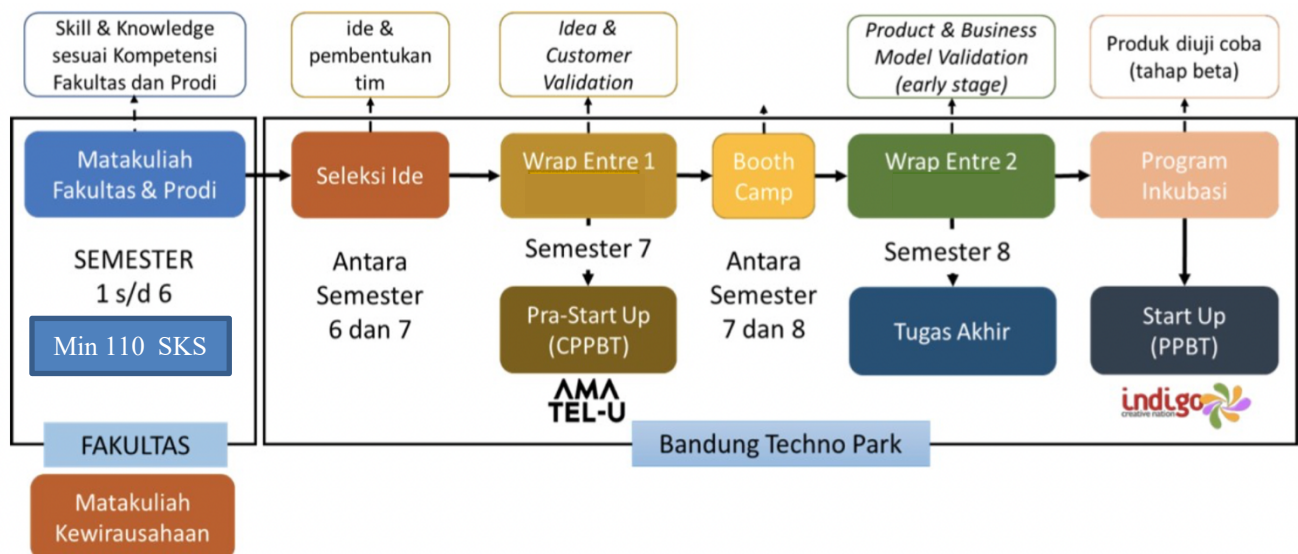 Skill & Knowledge
sesuai Kompetensi
Fakultas dan Prodi
ide &
pembentukan
tim
Idea &
Customer
Validation
Product & Business
Model Validation
(early stage)
Produk diuji coba
(tahap beta)
Matakuliah
Fakultas & Prodi
Seleksi Ide
Wrap Entre 1
Booth
Camp
Wrap Entre 2
Program
Inkubasi
SEMESTER
1 s/d 6
Min 110 SKS
Antara
Semester
6 dan 7
Semester 7
Pra-Start Up
(CPPBT)
AMA
TEL-U
Antara
Semester
7 dan 8
Semester 8
Tugas Akhir
Start Up
(PPBT)
indigo
creative nation
FAKULTAS
Bandung Techno Park
Matakuliah
Kewirausahaan